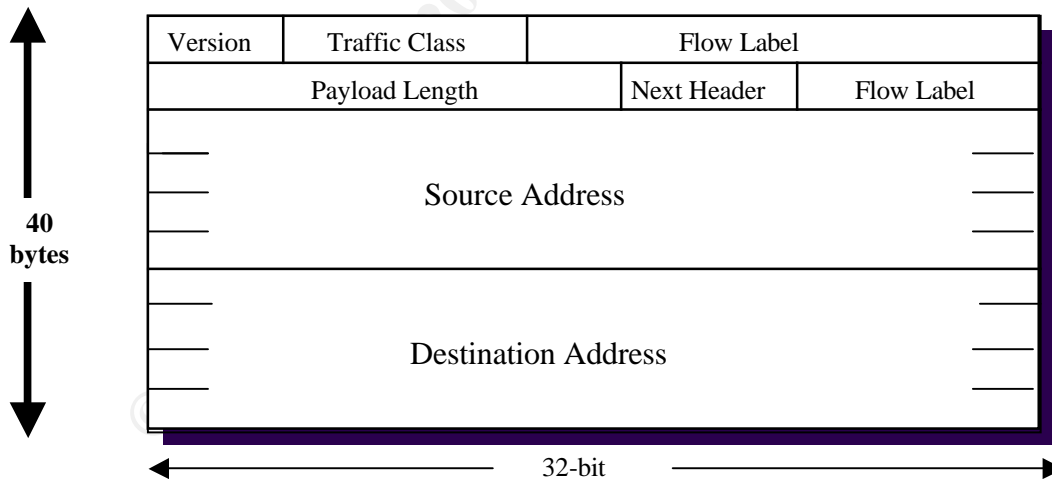 Version Traffic Class Flow Label
Payload Length Next Header Flow Label
Source Address
40
bytes
Destination Address
32-bit